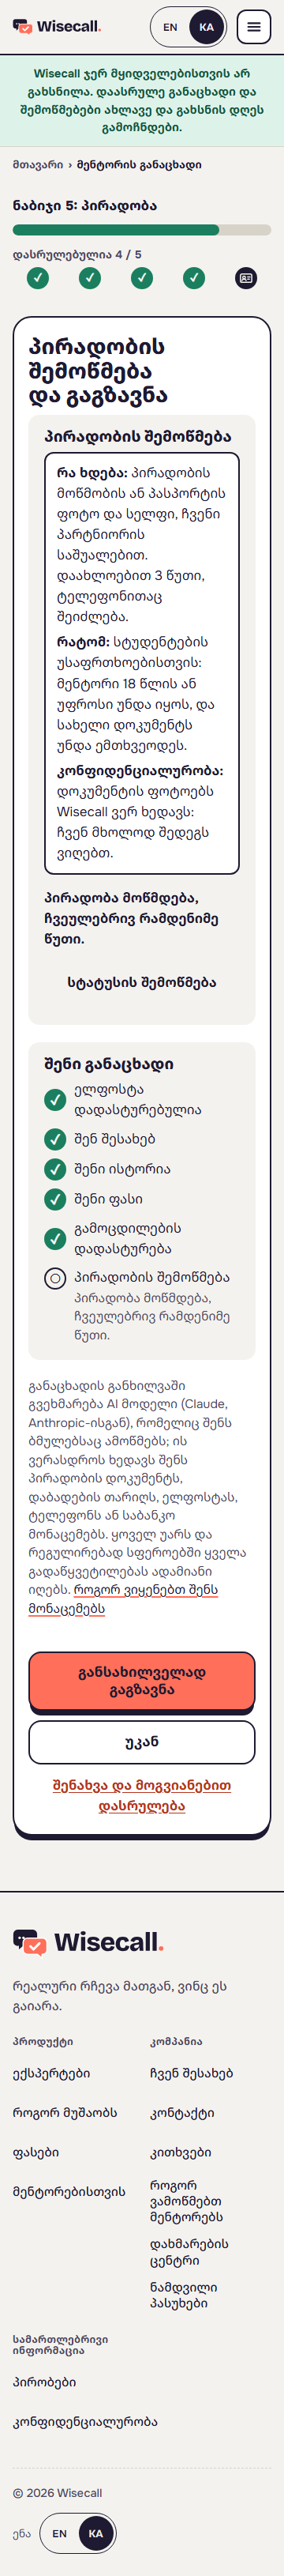 Wisecall.
EN KA
Wisecall ჯერ მყიდველებისთვის არ
გახსნილა. დაასრულე განაცხადი და
შემოწმებები ახლავე და გახსნის დღეს
გამოჩნდები.
მთავარი › მენტორის განაცხადი
ნაბიჯი 5: პირადობა
დასრულებულია 4 / 5
პირადობის
შემოწმება
და გაგზავნა
პირადობის შემოწმება
რა ხდება: პირადობის
მოწმობის ან პასპორტის
ფოტო და სელფი, ჩვენი
პარტნიორის
საშუალებით.
დაახლოებით 3 წუთი,
ტელეფონითაც
შეიძლება.
რატომ: სტუდენტების
უსაფრთხოებისთვის:
მენტორი 18 წლის ან
უფროსი უნდა იყოს, და
სახელი დოკუმენტს
უნდა ემთხვეოდეს.
კონფიდენციალურობა:
დოკუმენტის ფოტოებს
Wisecall ვერ ხედავს:
ჩვენ მხოლოდ შედეგს
ვიღებთ.
პირადობა მოწმდება,
ჩვეულებრივ რამდენიმე
წუთი.
სტატუსის შემოწმება
შენი განაცხადი
ელფოსტა
დადასტურებულია
შენ შესახებ
შენი ისტორია
შენი ფასი
გამოცდილების
დადასტურება
პირადობის შემოწმება
პირადობა მოწმდება,
ჩვეულებრივ რამდენიმე
წუთი.
განაცხადის განხილვაში
გვეხმარება AI მოდელი (Claude,
Anthropic-ისგან), რომელიც შენს
ბმულებსაც ამოწმებს; ის
ვერასდროს ხედავს შენს
პირადობის დოკუმენტს,
დაბადების თარიღს, ელფოსტას,
ტელეფონს ან საბანკო
მონაცემებს. ყოველ უარს და
რეგულირებად სფეროებში ყველა
გადაწყვეტილებას ადამიანი
იღებს. როგორ ვიყენებთ შენს
მონაცემებს
განსახილველად
გაგზავნა
უკან
შენახვა და მოგვიანებით
დასრულება
Wisecall.
რეალური რჩევა მათგან, ვინც ეს
გაიარა.
პროდუქტი
ექსპერტები
როგორ მუშაობს
ფასები
მენტორებისთვის
კომპანია
ჩვენ შესახებ
კონტაქტი
კითხვები
როგორ
ვამოწმებთ
მენტორებს
დახმარების
ცენტრი
ნამდვილი
პასუხები
სამართლებრივი
ინფორმაცია
პირობები
კონფიდენციალურობა
© 2026 Wisecall
ენა EN KA